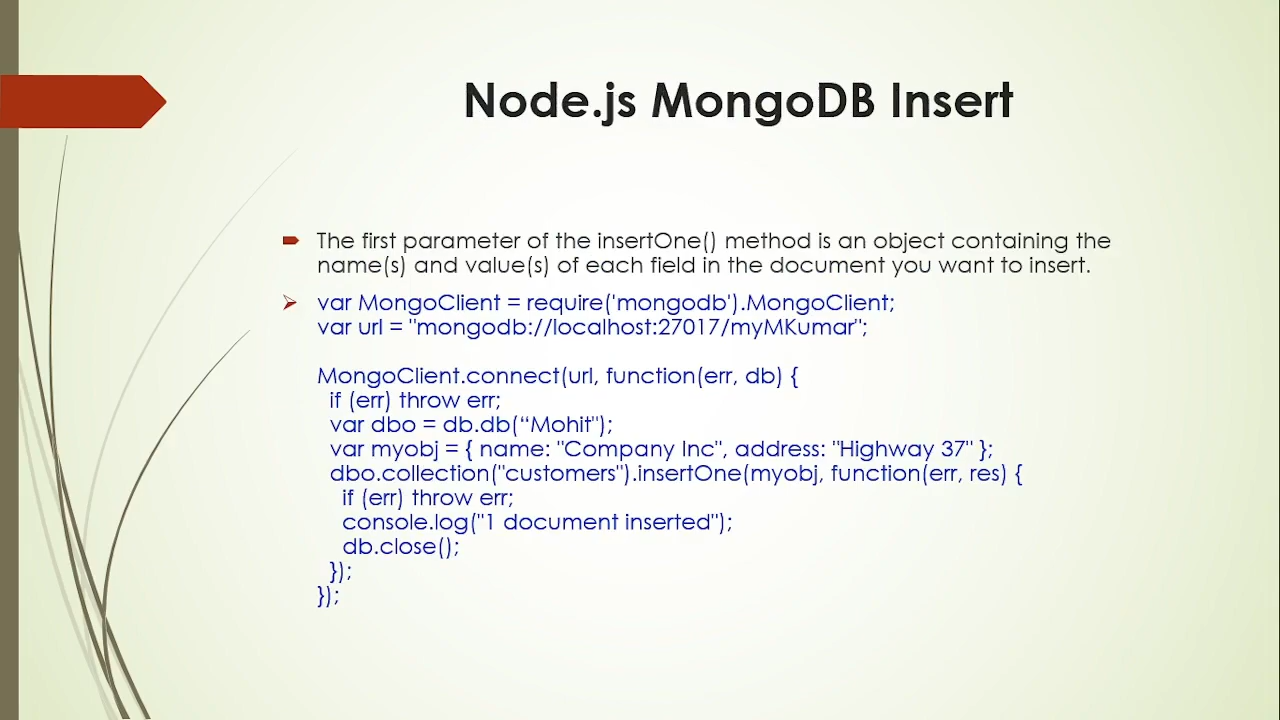 Node.js MongoDB Insert
The first parameter of the insertOne() method is an object containing the
name(s) and value(s) of each field in the document you want to insert.
var MongoClient = require('mongodb').MongoClient;
var url = "mongodb://localhost:27017/myMKumar";
MongoClient.connect(url, function(err, db) {
if (err) throw err;
var dbo = db.db(“Mohit");
var myobj = { name: "Company Inc", address: "Highway 37" };
dbo.collection("customers").insertOne(myobj, function(err, res) {
if (err) throw err;
console.log("1 document inserted");
db.close();
});
});